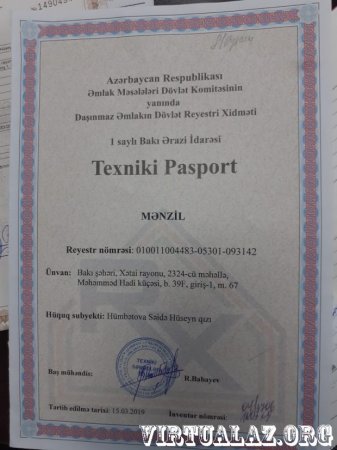 Azərbaycan Respublikası
Əmlak Məsələləri Dövlət Komitəsinin
yanında
Daşınmaz Əmlakın Dövlət Reyestri Xidməti
1 saylı Bakı Ərazi İdarəsi
Texniki Pasport
MƏNZİL
Reyestr nömrəsi: 010011004483-05301-093142
Ünvan: Bakı şəhəri, Xətai rayonu, 2324-cü məhəllə,
Məhəmməd Hadi küçəsi, b. 39F, giriş-1, m. 67
Hüquq subyekti: Hümbətova Səidə Hüseyn qızı
TEXNİKİ
Baş mühəndis:
R.Babayev
Tərtib edilmə tarixi: 15.03.2019
İnventar nömrəsi:
VIRTUALAZ.ORG